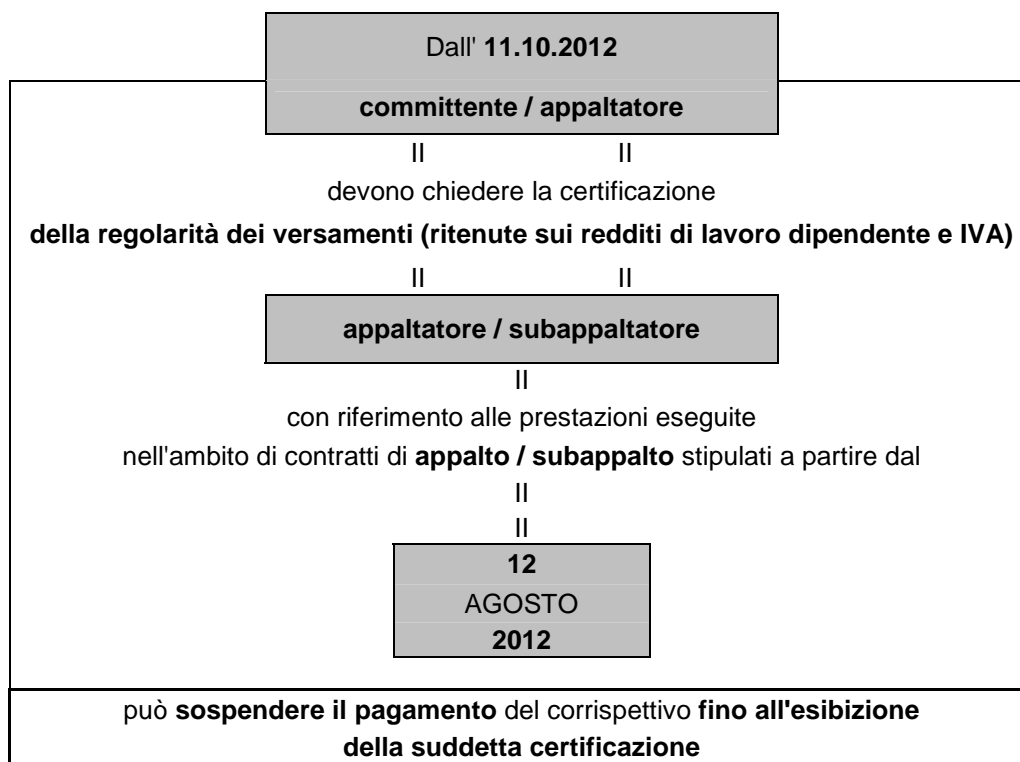 Dall' 11.10.2012
committente / appaltatore
II II
devono chiedere la certificazione
della regolarità dei versamenti (ritenute sui redditi di lavoro dipendente e IVA)
II II
appaltatore / subappaltatore
II
con riferimento alle prestazioni eseguite
nell'ambito di contratti di appalto / subappalto stipulati a partire dal
II
II
12
AGOSTO
2012
può sospendere il pagamento del corrispettivo fino all'esibizione
della suddetta certificazione